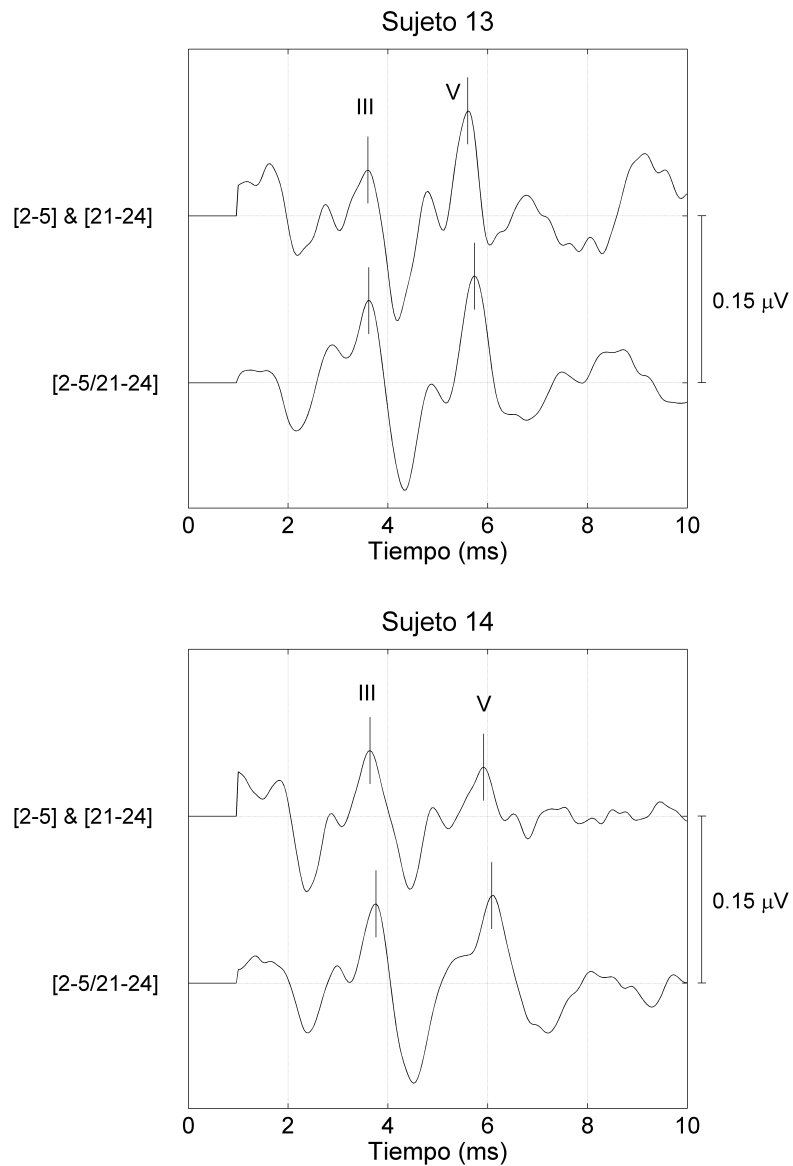 Sujeto 13
III
V
[2-5] & [21-24]
0.15 μV
[2-5/21-24]
0 2 4 6 8 10
Tiempo (ms)
Sujeto 14
III
V
[2-5] & [21-24]
0.15 μV
[2-5/21-24]
0 2 4 6 8 10
Tiempo (ms)